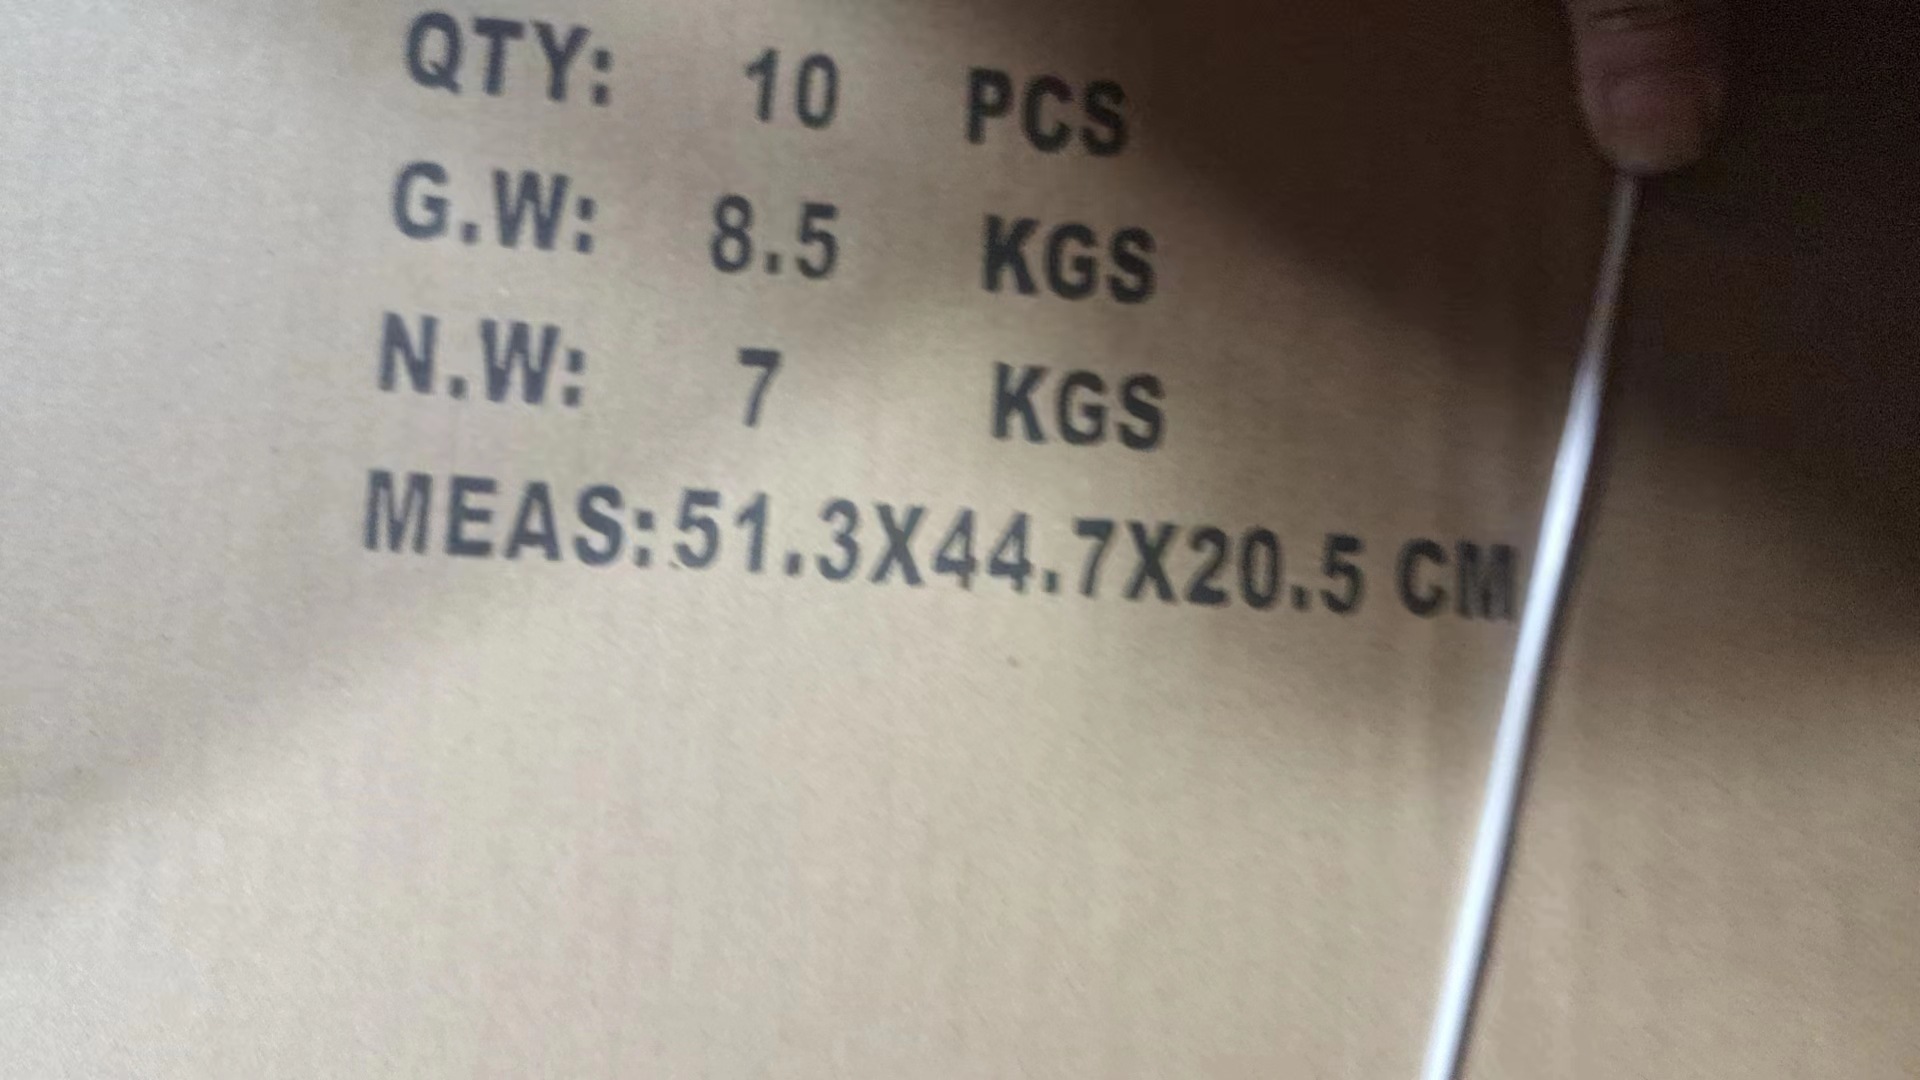 QTY: 10 PCS
G.W: 8.5 KGS
N.W: 7 KGS
MEAS:51.3X44.7X20.5 CM